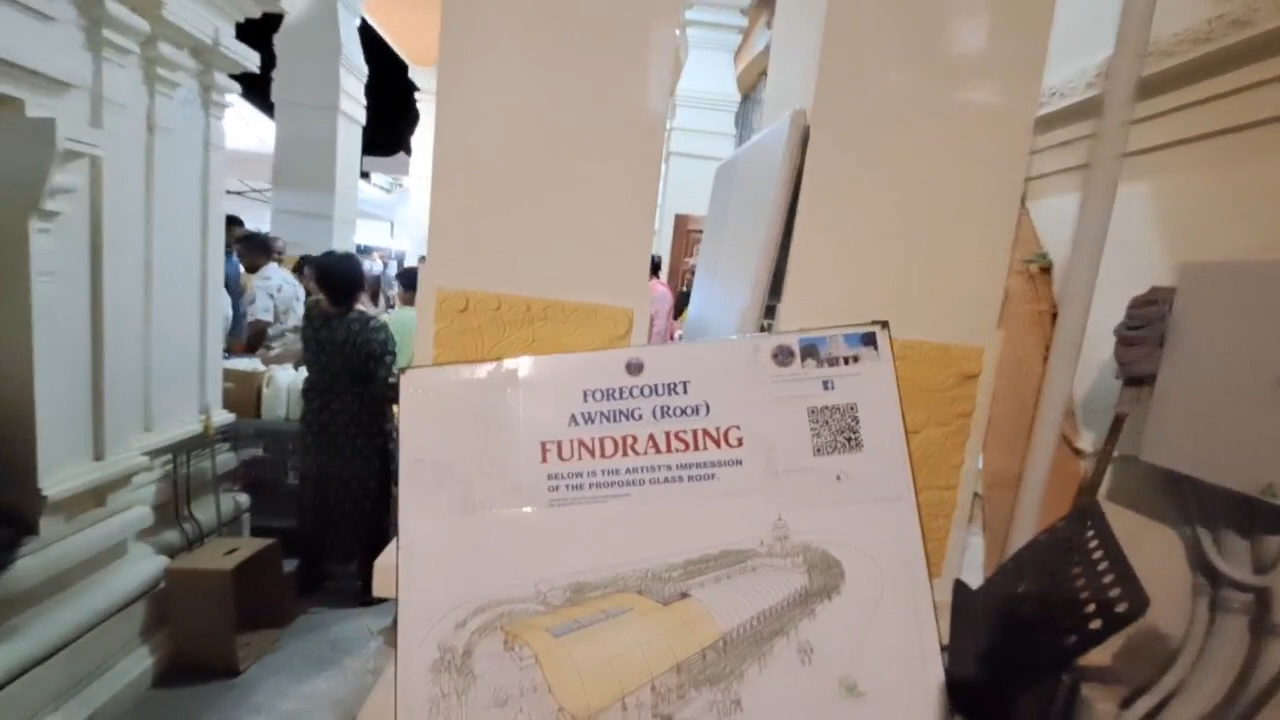 FORECOURT
AWNING (ROOF)
FUNDRAISING
BELOW IS THE ARTIST'S IMPRESSION
OF THE PROPOSED GLASS ROOF.